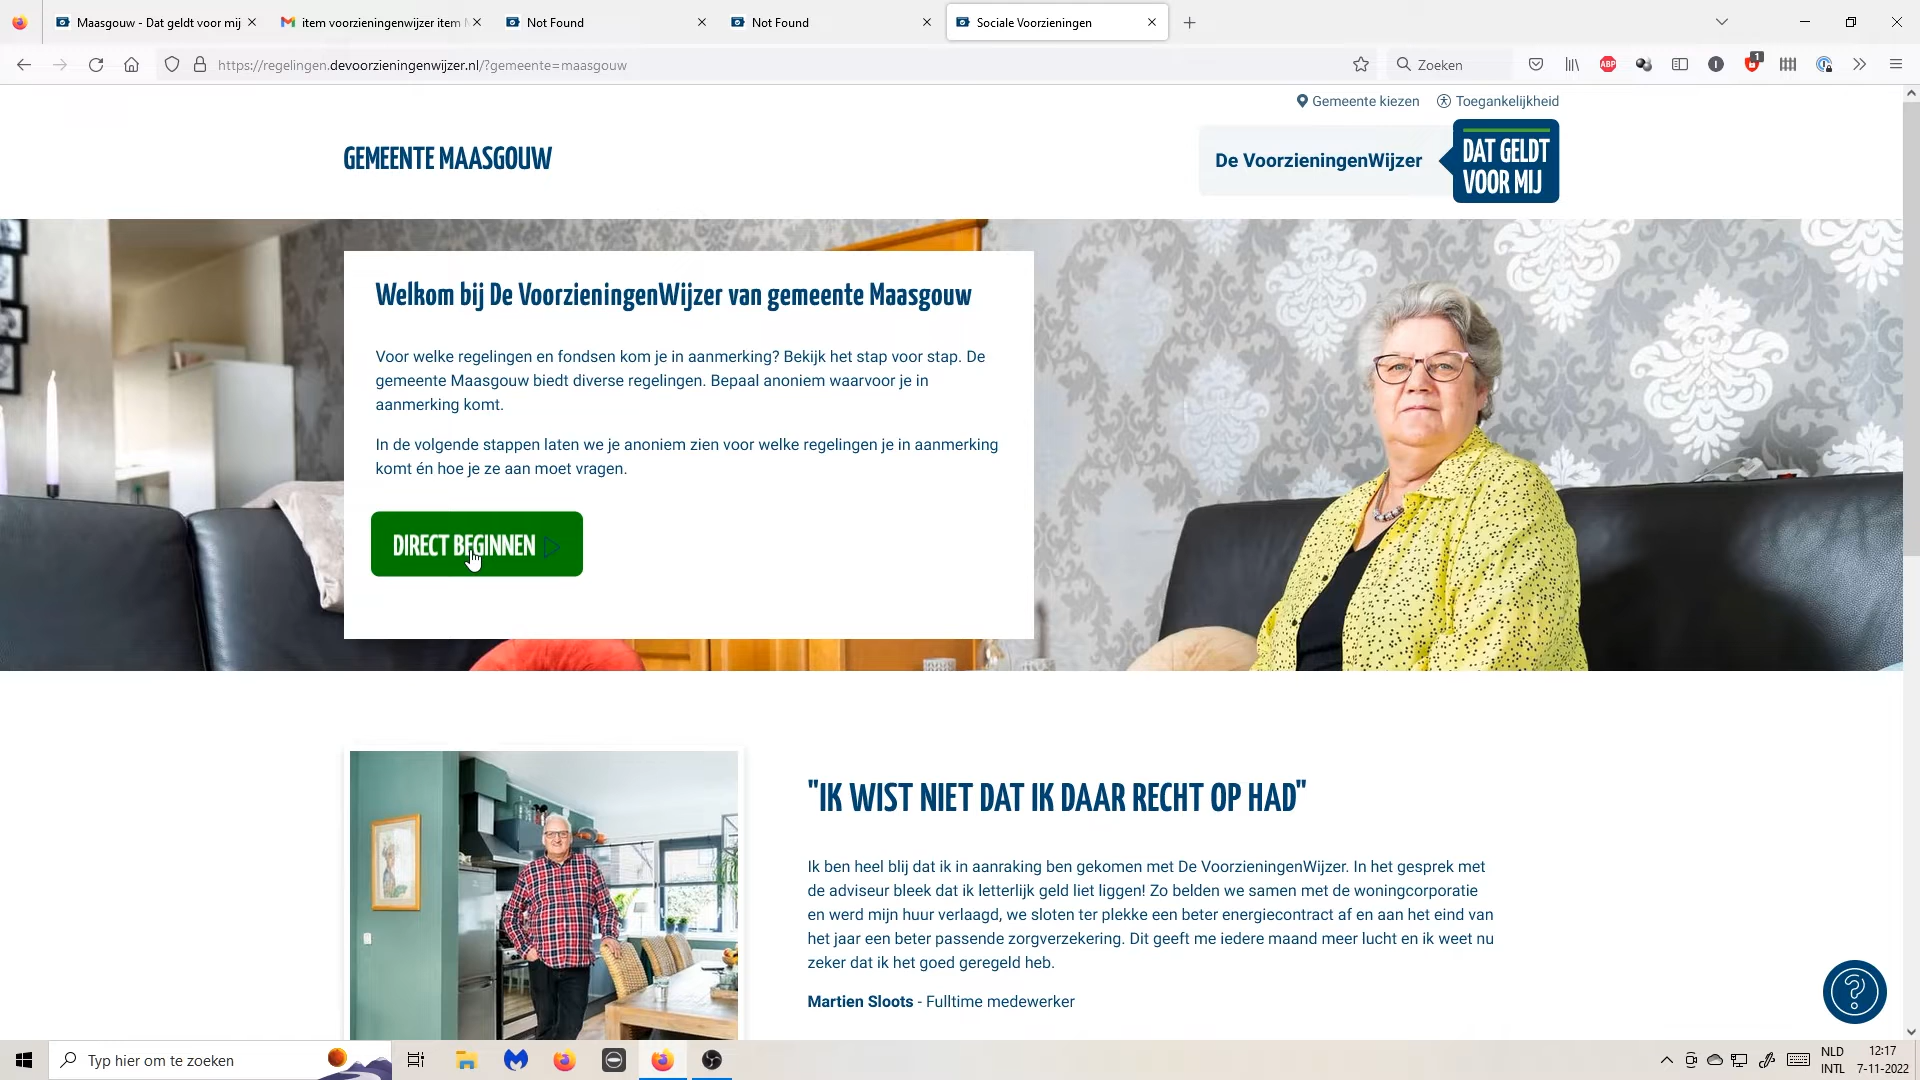 Maasgouw - Dat geldt voor mij
item voorzieningenwijzer item
Not Found
Not Found
Sociale Voorzieningen
https://regelingen.devoorzieningenwijzer.nl/?gemeente=maasgouw
Zoeken
ABP
1
Gemeente kiezen
Toegankelijkheid
GEMEENTE MAASGOUW
De VoorzieningenWijzer
DAT GELDT
VOOR MIJ
Welkom bij De VoorzieningenWijzer van gemeente Maasgouw
Voor welke regelingen en fondsen kom je in aanmerking? Bekijk het stap voor stap. De
gemeente Maasgouw biedt diverse regelingen. Bepaal anoniem waarvoor je in
aanmerking komt.
In de volgende stappen laten we je anoniem zien voor welke regelingen je in aanmerking
komt én hoe je ze aan moet vragen.
DIRECT BEGINNEN
"IK WIST NIET DAT IK DAAR RECHT OP HAD"
Ik ben heel blij dat ik in aanraking ben gekomen met De VoorzieningenWijzer. In het gesprek met
de adviseur bleek dat ik letterlijk geld liet liggen! Zo belden we samen met de woningcorporatie
en werd mijn huur verlaagd, we sloten ter plekke een beter energiecontract af en aan het eind van
het jaar een beter passende zorgverzekering. Dit geeft me iedere maand meer lucht en ik weet nu
zeker dat ik het goed geregeld heb.
Martien Sloots - Fulltime medewerker
?
Typ hier om te zoeken
NLD
INTL
12:17
7-11-2022